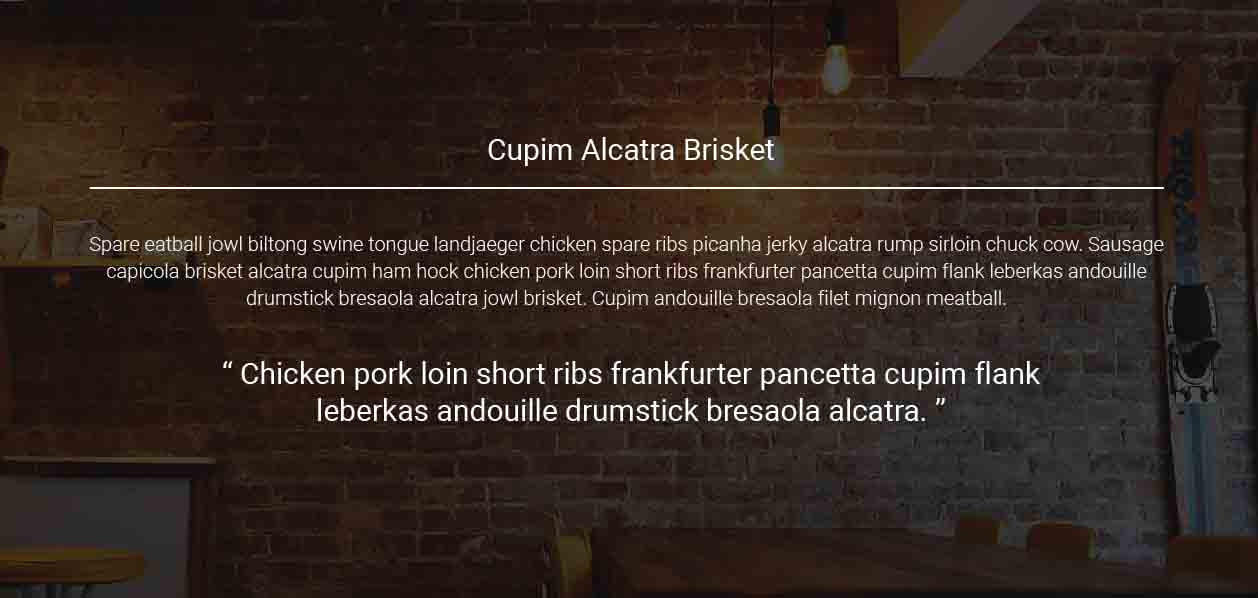 Cupim Alcatra Brisket
Spare eatball jowl biltong swine tongue landjaeger chicken spare ribs picanha jerky alcatra rump sirloin chuck cow. Sausage
capicola brisket alcatra cupim ham hock chicken pork loin short ribs frankfurter pancetta cupim flank leberkas andouille
drumstick bresaola alcatra jowl brisket. Cupim andouille bresaola filet mignon meatball.
“ Chicken pork loin short ribs frankfurter pancetta cupim flank
leberkas andouille drumstick bresaola alcatra. ”